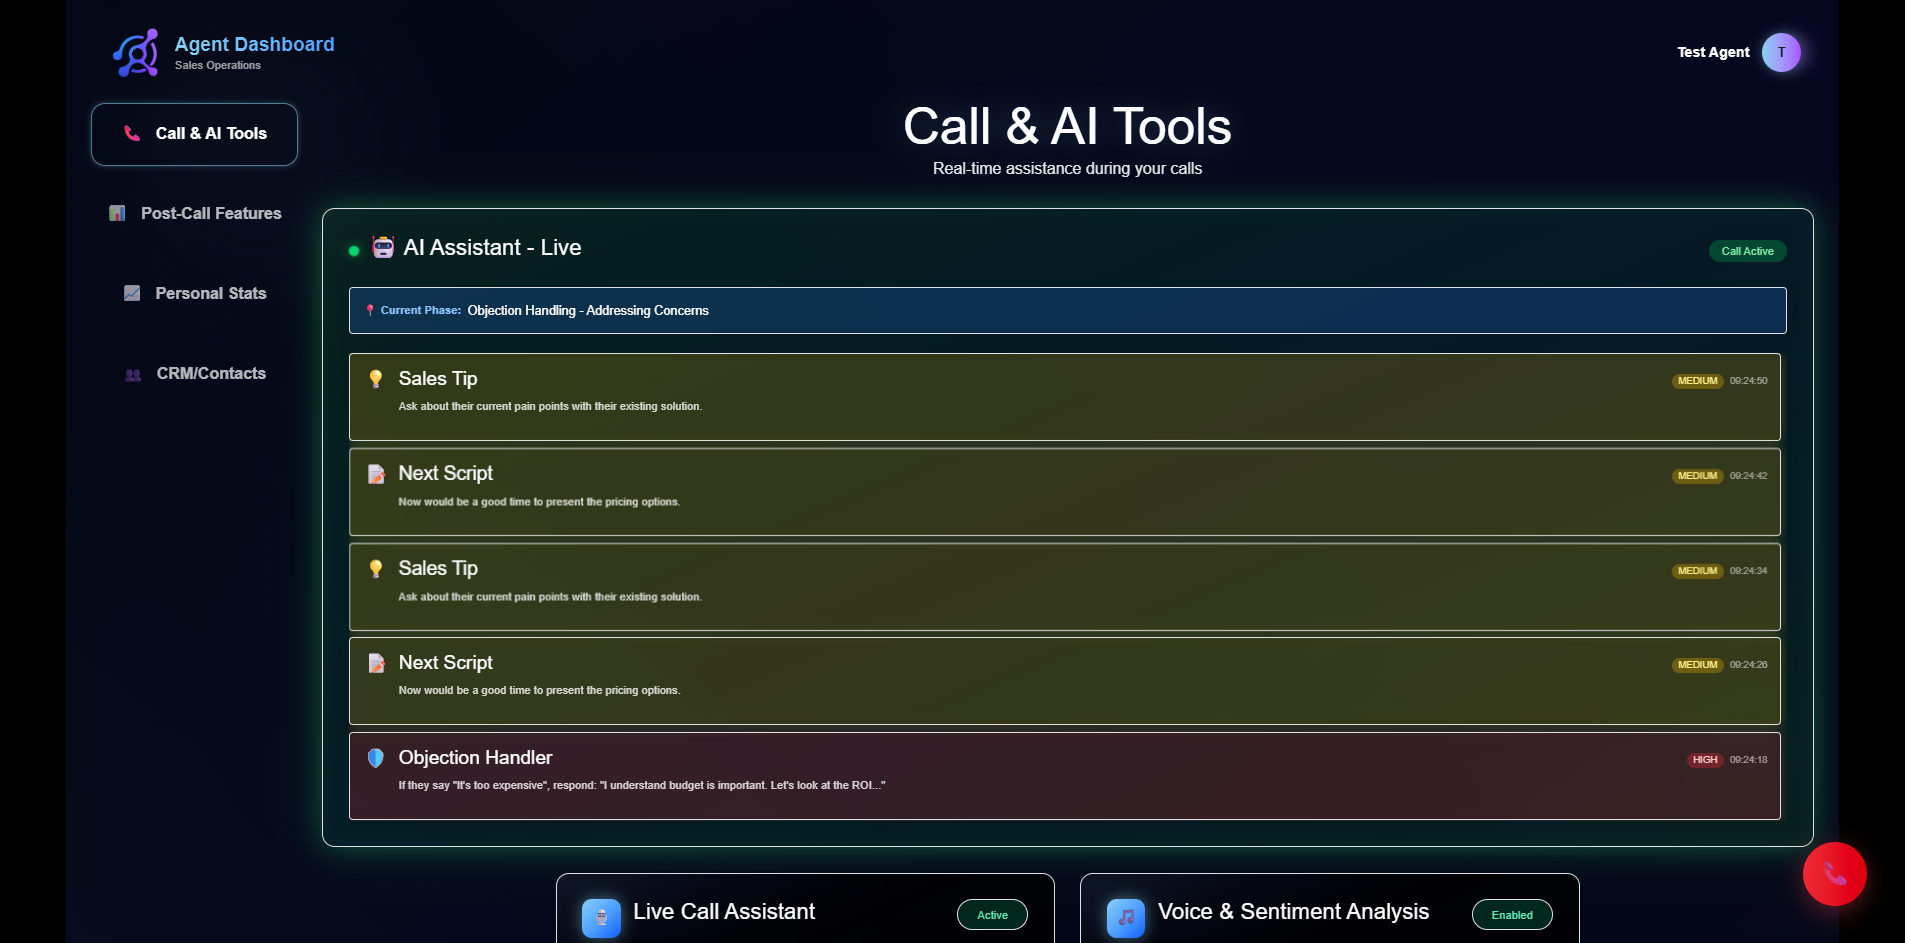 Agent Dashboard
Sales Operations
Test Agent
T
Call & AI Tools
Post-Call Features
Personal Stats
CRM/Contacts
Call & AI Tools
Real-time assistance during your calls
AI Assistant - Live
Call Active
Current Phase: Objection Handling - Addressing Concerns
Sales Tip
MEDIUM 09:24:50
Ask about their current pain points with their existing solution.
Next Script
MEDIUM 09:24:42
Now would be a good time to present the pricing options.
Sales Tip
MEDIUM 09:24:34
Ask about their current pain points with their existing solution.
Next Script
MEDIUM 09:24:26
Now would be a good time to present the pricing options.
Objection Handler
HIGH 09:24:18
If they say "It's too expensive", respond: "I understand budget is important. Let's look at the ROI..."
Live Call Assistant
Active
Voice & Sentiment Analysis
Enabled